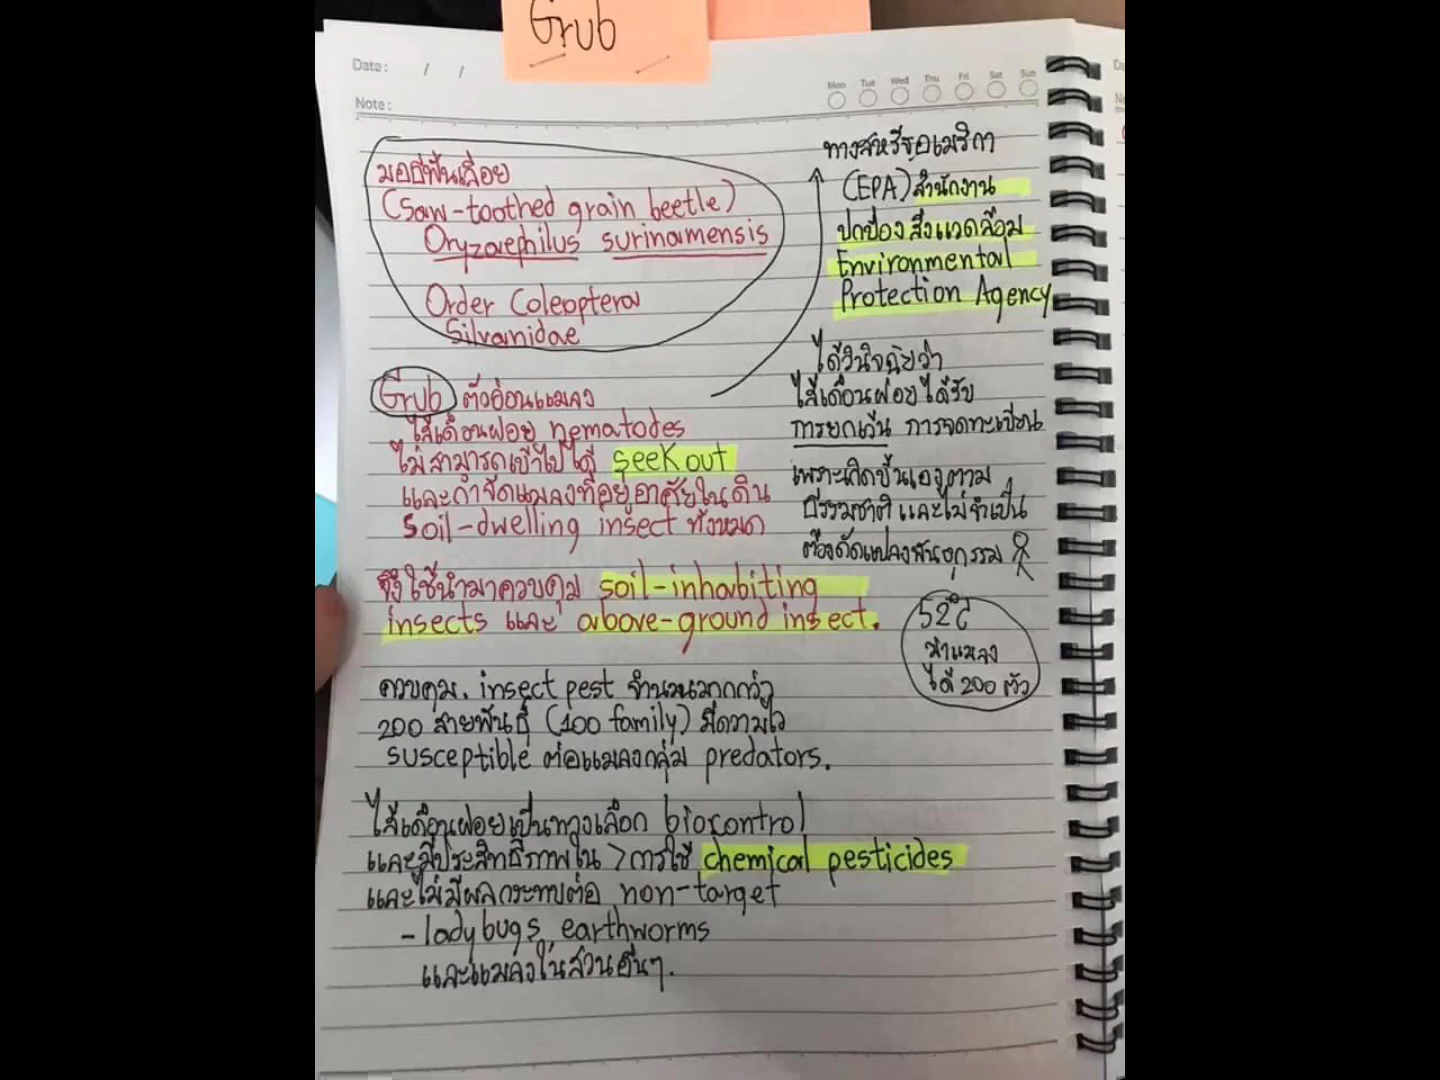 Grub
Date: / /
Note:
Mon Tue Wed Thu Fri Sat Sun
มอดฟันเลื่อย
(Saw-toothed grain beetle)
Oryzaephilus surinamensis
Order Coleoptera
Silvanidae
Grub ตัวอ่อนแมลง
ไส้เดือนฝอย nematodes
ไม่สามารถเข้าไปได้ seek out
และกำจัดแมลงที่อยู่อาศัยในดิน
soil-dwelling insect ทั้งหมด
จึงใช้นำมาควบคุม soil-inhabiting
insects และ above-ground insect.
ควบคุม. insect pest จำนวนมากกว่า
200 สายพันธุ์ (100 family) มีความไว
susceptible ต่อแมลงกลุ่ม predators.
ไส้เดือนฝอยเป็นทางเลือก biocontrol
และมีประสิทธิภาพใน > การใช้ chemical pesticides
และไม่มีผลกระทบต่อ non-target
- ladybugs, earthworms
และแมลงในส่วนอื่นๆ.
ทางสหรัฐอเมริกา
(EPA) สำนักงาน
ปกป้องสิ่งแวดล้อม
Environmental
Protection Agency
ได้วินิจฉัยว่า
ไส้เดือนฝอยได้รับ
การยกเว้น การจดทะเบียน
เพราะเกิดขึ้นเองตาม
ธรรมชาติ และไม่จำเป็น
ต้องดัดแปลงพันธุกรรม
52ปี
ฆ่าแมลง
ได้ 200 ตัว